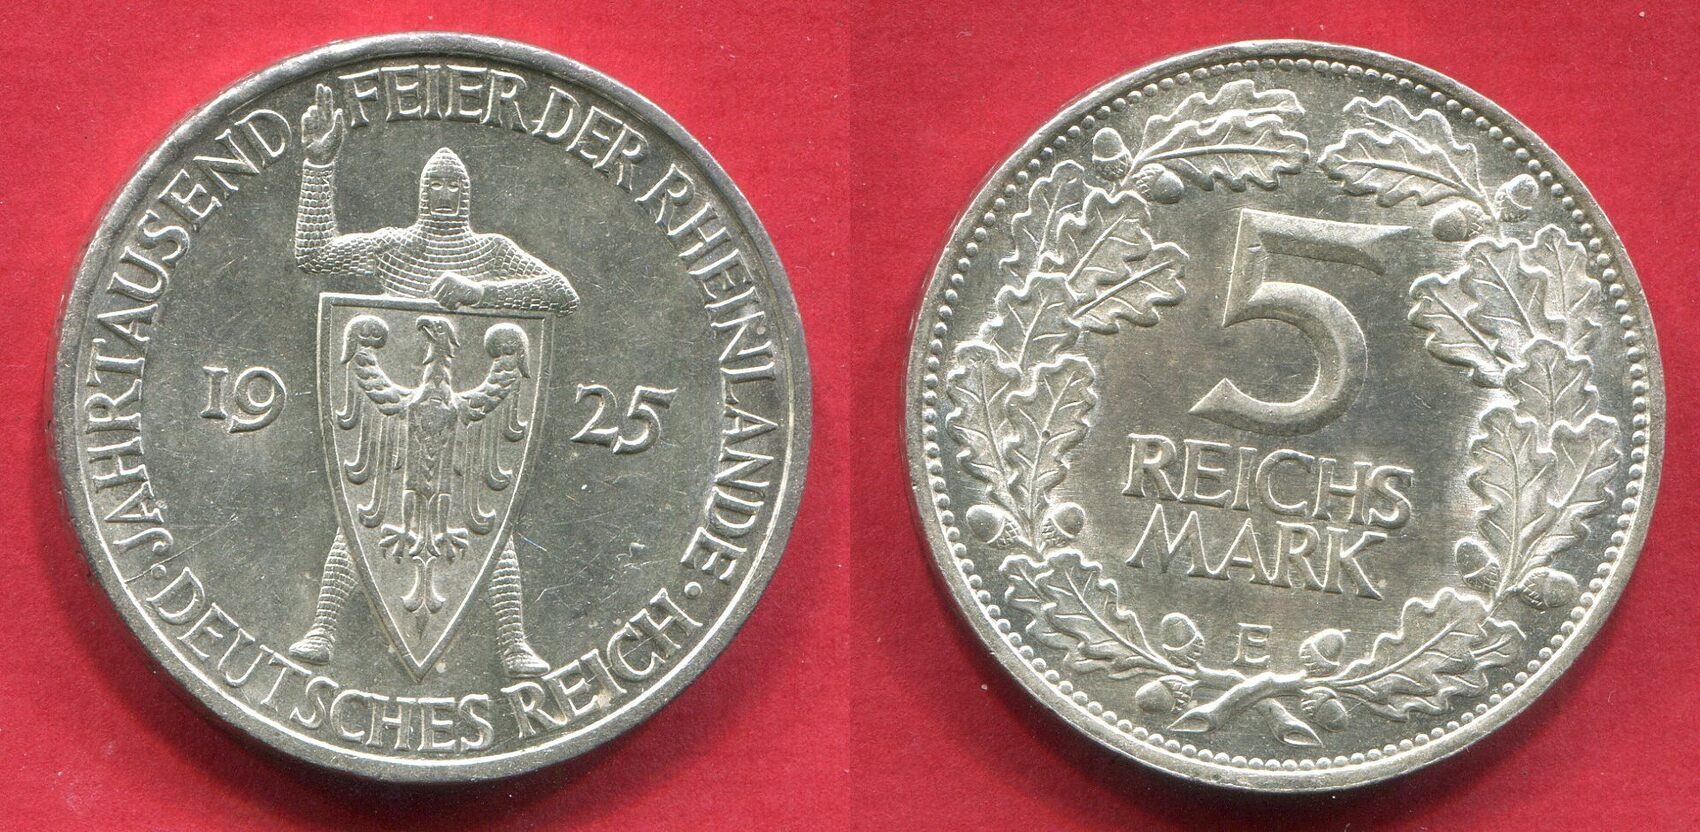 JAHRTAUSEND FEIER DER RHEINLANDE · DEUTSCHES REICH ·
19 25
5
REICHS
MARK
E